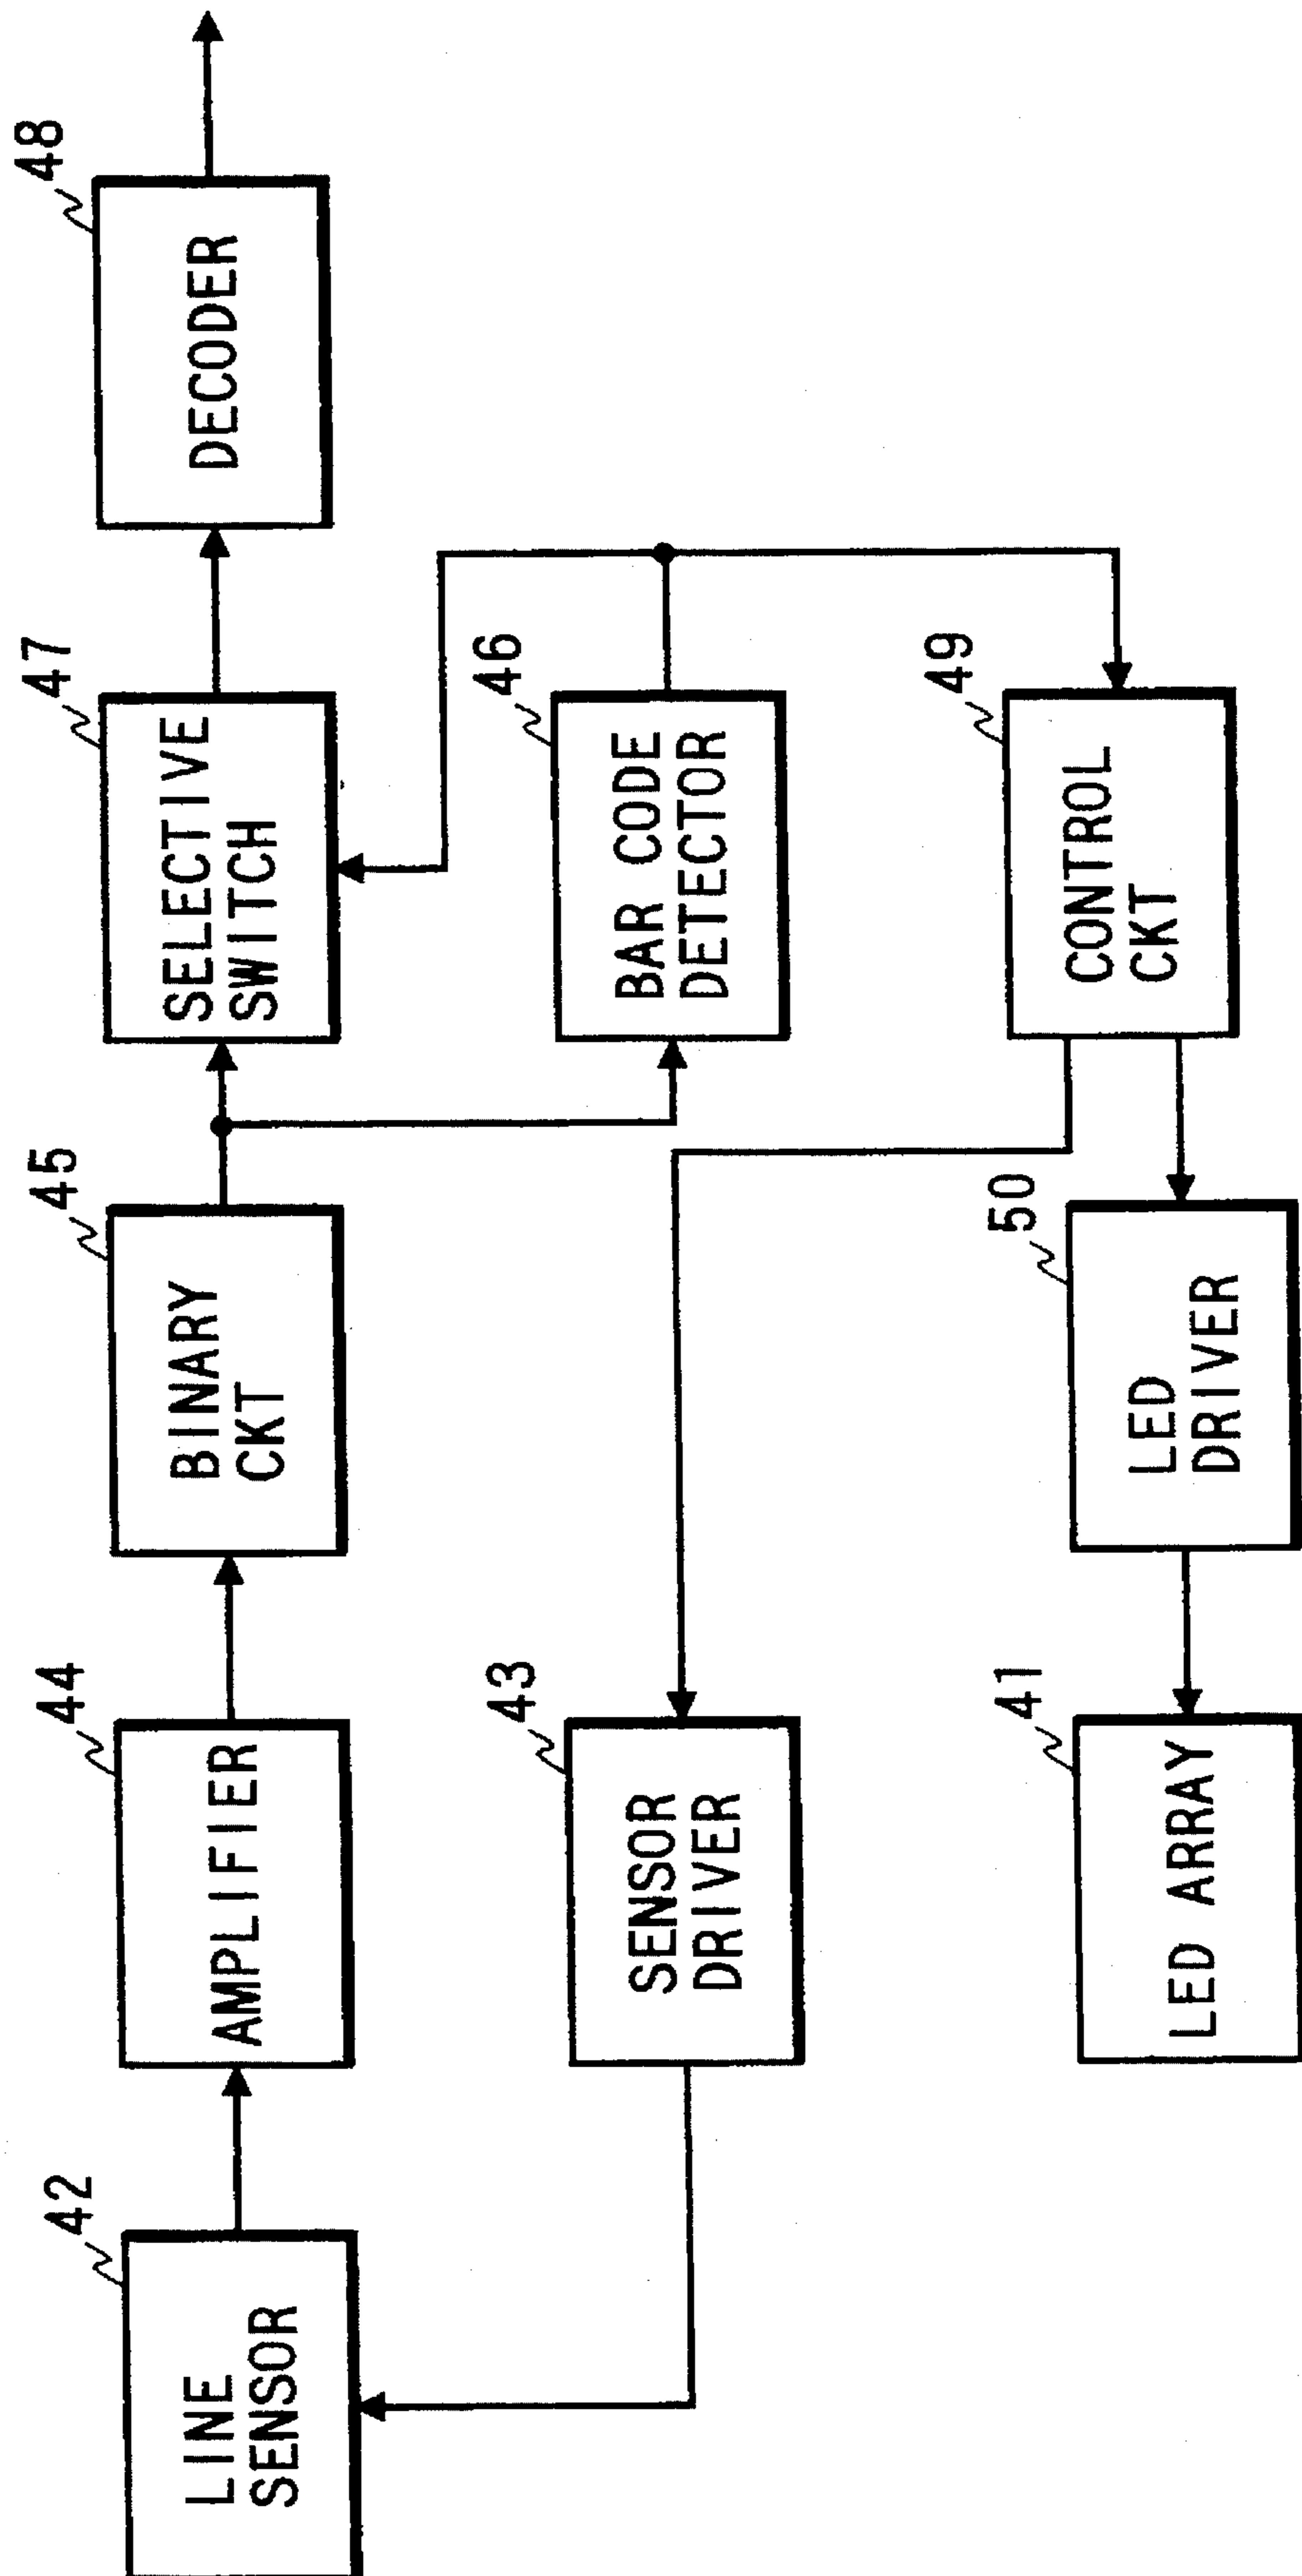 42
LINE
SENSOR
44
AMPLIFIER
45
BINARY
CKT
47
SELECTIVE
SWITCH
48
DECODER
43
SENSOR
DRIVER
46
BAR CODE
DETECTOR
41
LED ARRAY
50
LED
DRIVER
49
CONTROL
CKT